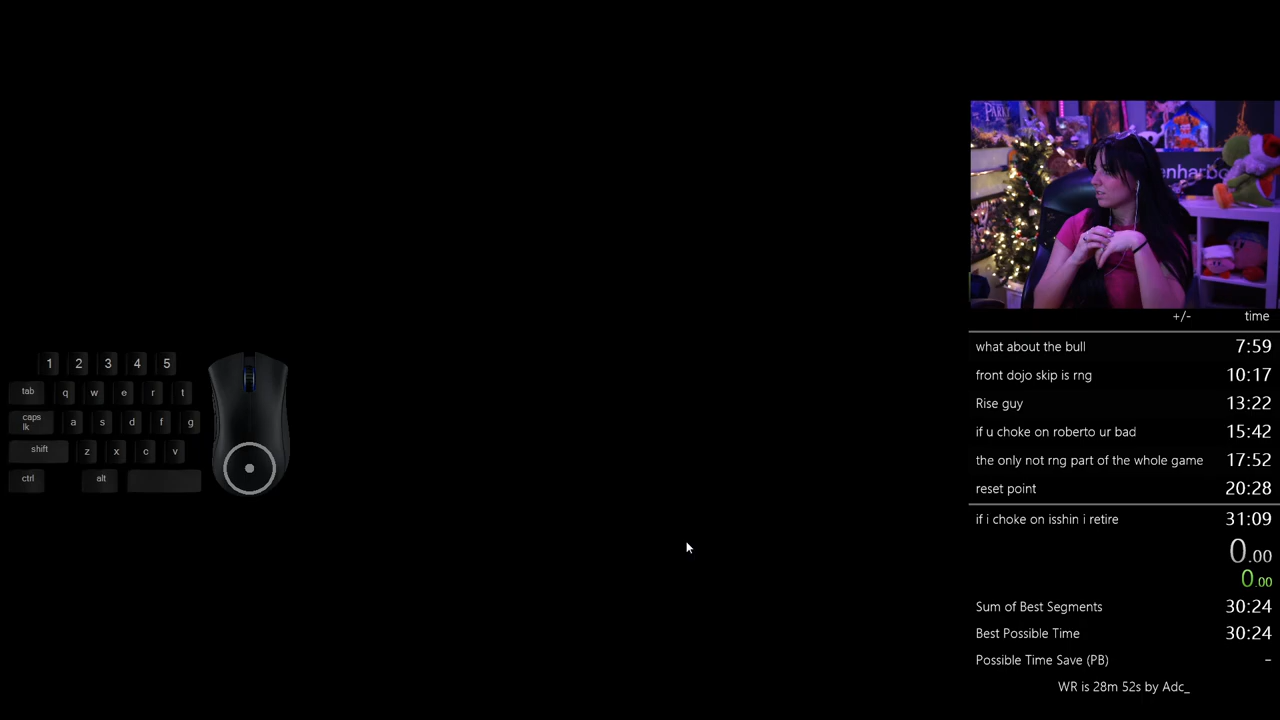 PARKY
enharbo
1 2 3 4 5
tab q w e r t
caps
lk a s d f g
shift z x c v
ctrl alt
+/- time
what about the bull 7:59
front dojo skip is rng 10:17
Rise guy 13:22
if u choke on roberto ur bad 15:42
the only not rng part of the whole game 17:52
reset point 20:28
if i choke on isshin i retire 31:09
0.00
0.00
Sum of Best Segments 30:24
Best Possible Time 30:24
Possible Time Save (PB) -
WR is 28m 52s by Adc_